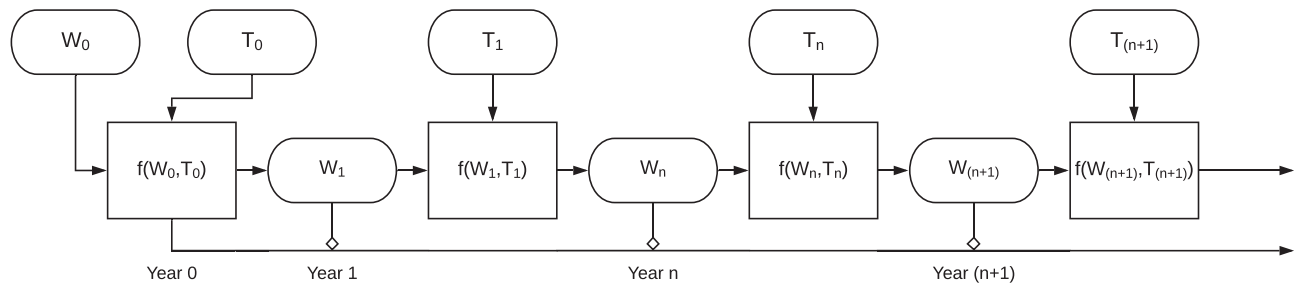 W₀
T₀
T₁
Tₙ
T₍ₙ₊₁₎
f(W₀,T₀)
W₁
f(W₁,T₁)
Wₙ
f(Wₙ,Tₙ)
W₍ₙ₊₁₎
f(W₍ₙ₊₁₎,T₍ₙ₊₁₎)
Year 0
Year 1
Year n
Year (n+1)